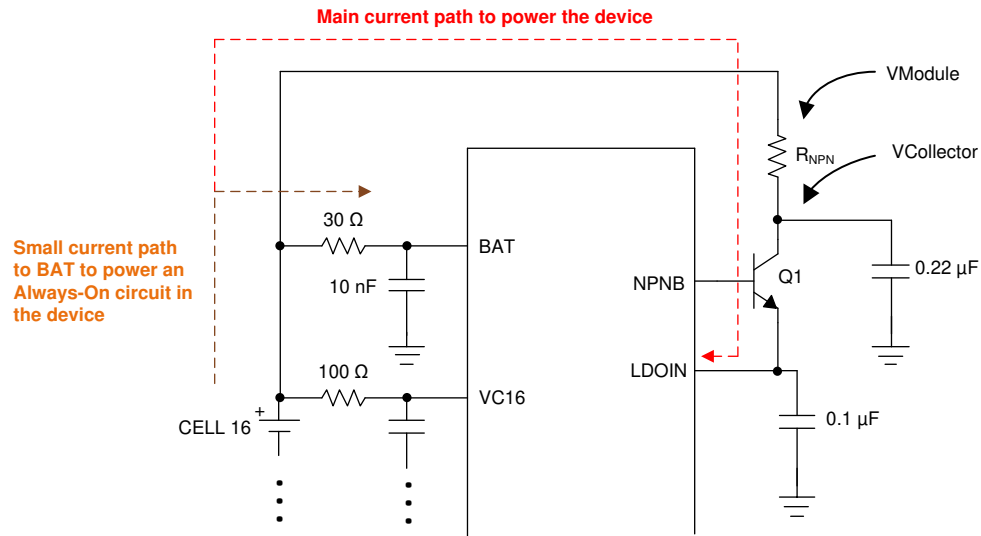 Main current path to power the device
VModule
R_NPN
VCollector
30 Ω
BAT
Small current path
to BAT to power an
Always-On circuit in
the device
10 nF
NPNB
Q1
0.22 µF
100 Ω
LDOIN
VC16
+
CELL 16
0.1 µF